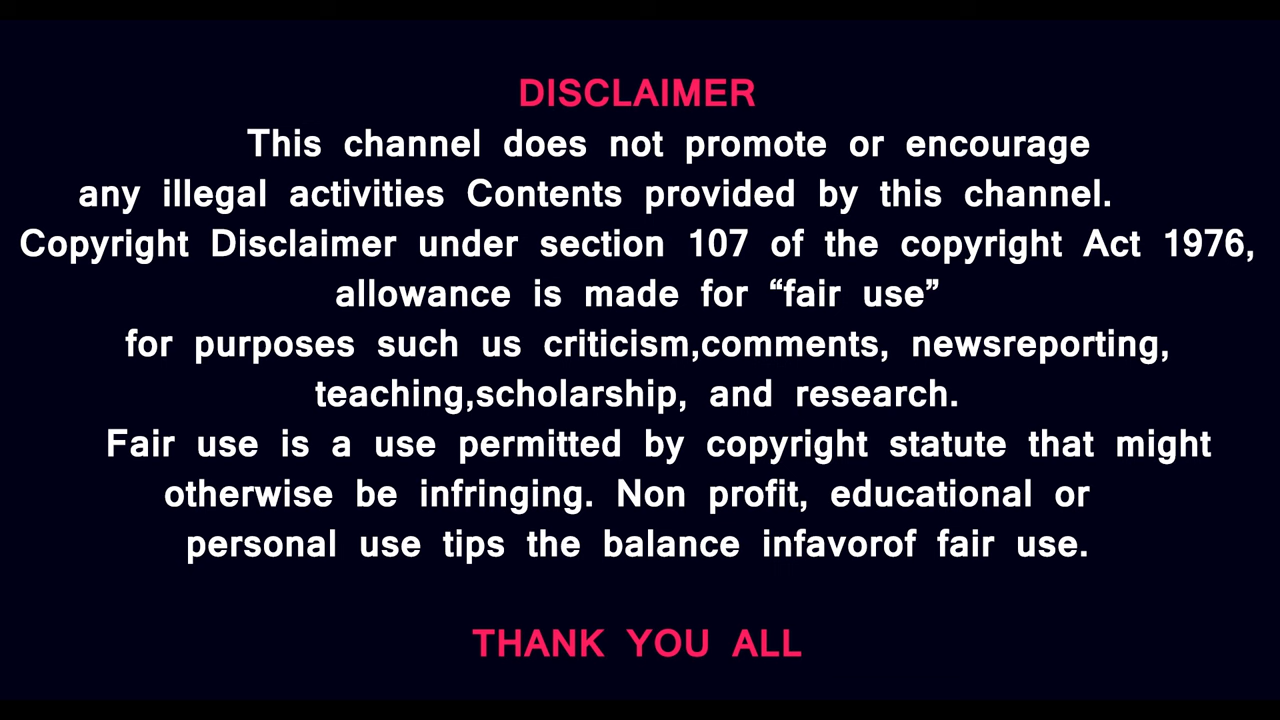 DISCLAIMER
This channel does not promote or encourage
any illegal activities Contents provided by this channel.
Copyright Disclaimer under section 107 of the copyright Act 1976,
allowance is made for “fair use”
for purposes such us criticism,comments, newsreporting,
teaching,scholarship, and research.
Fair use is a use permitted by copyright statute that might
otherwise be infringing. Non profit, educational or
personal use tips the balance infavorof fair use.
THANK YOU ALL